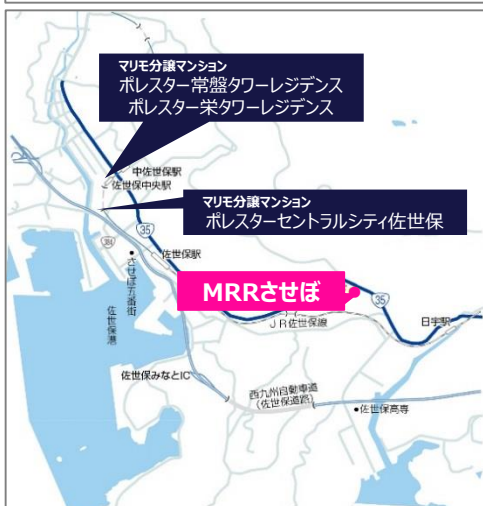 マリモ分譲マンション
ポレスター常盤タワーレジデンス
ポレスター栄タワーレジデンス
中佐世保駅
佐世保中央駅
マリモ分譲マンション
ポレスターセントラルシティ佐世保
35
384
佐世保駅
させぼ五番街
佐世保港
MRRさせぼ
35
日宇駅
JR佐世保線
佐世保みなとIC
西九州自動車道
(佐世保道路)
佐世保高専